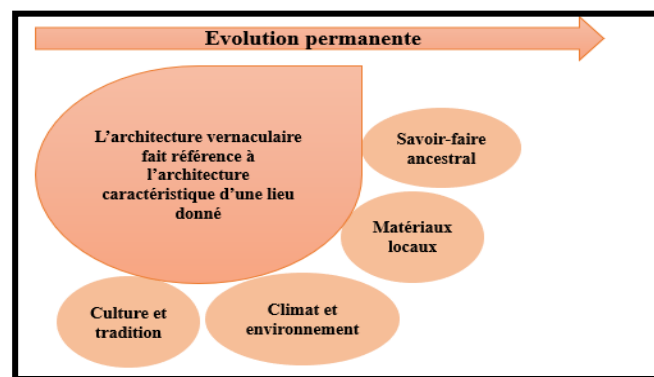 Evolution permanente
L’architecture vernaculaire
fait référence à
l’architecture
caractéristique d’une lieu
donné
Savoir-faire
ancestral
Matériaux
locaux
Climat et
environnement
Culture et
tradition